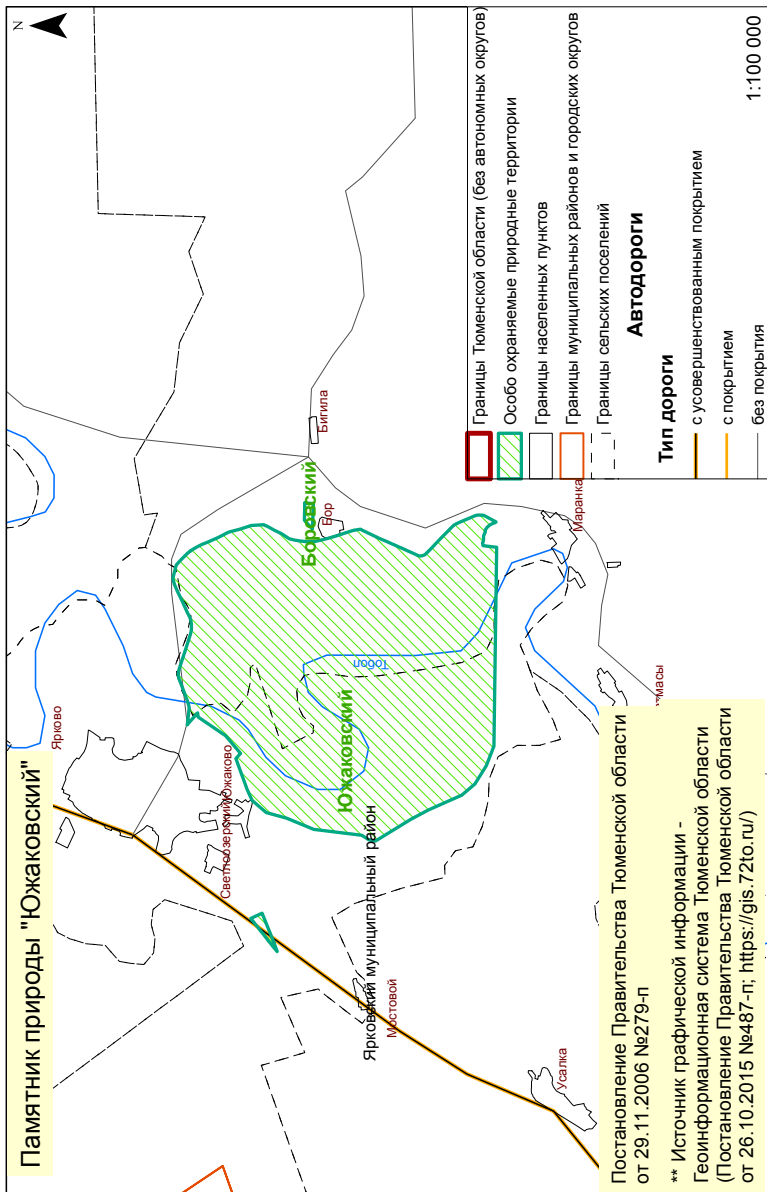 Памятник природы "Южаковский"
N
Ярково
Светлоозерский
Южаково
Боровский
Бигила
Бор
Южаковский
Тобол
Ярковский муниципальный район
Мостовой
Маранка
Усалка
Границы Тюменской области (без автономных округов)
Особо охраняемые природные территории
Границы населенных пунктов
Границы муниципальных районов и городских округов
Границы сельских поселений
Автодороги
Тип дороги
с усовершенствованным покрытием
с покрытием
без покрытия
1:100 000
Постановление Правительства Тюменской области
от 29.11.2006 №279-п
** Источник графической информации -
Геоинформационная система Тюменской области
(Постановление Правительства Тюменской области
от 26.10.2015 №487-п; https://gis.72to.ru/)